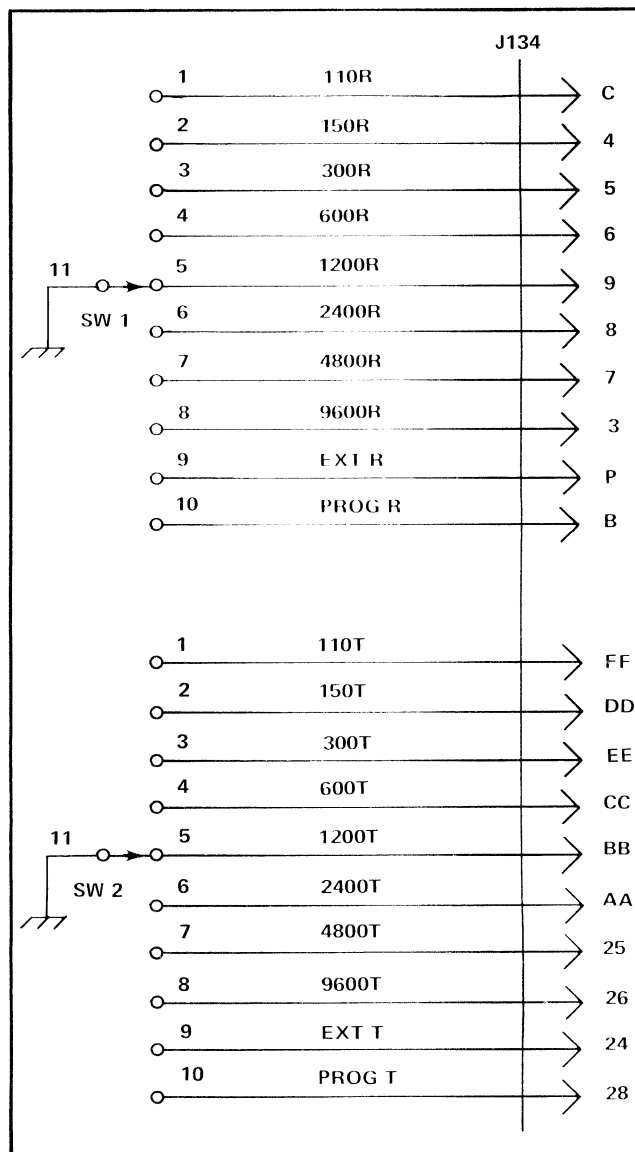 J134
1 110R C
2 150R 4
3 300R 5
4 600R 6
11 5 1200R 9
SW 1
6 2400R 8
7 4800R 7
8 9600R 3
9 EXT R P
10 PROG R B
1 110T FF
2 150T DD
3 300T EE
4 600T CC
11 5 1200T BB
SW 2
6 2400T AA
7 4800T 25
8 9600T 26
9 EXT T 24
10 PROG T 28